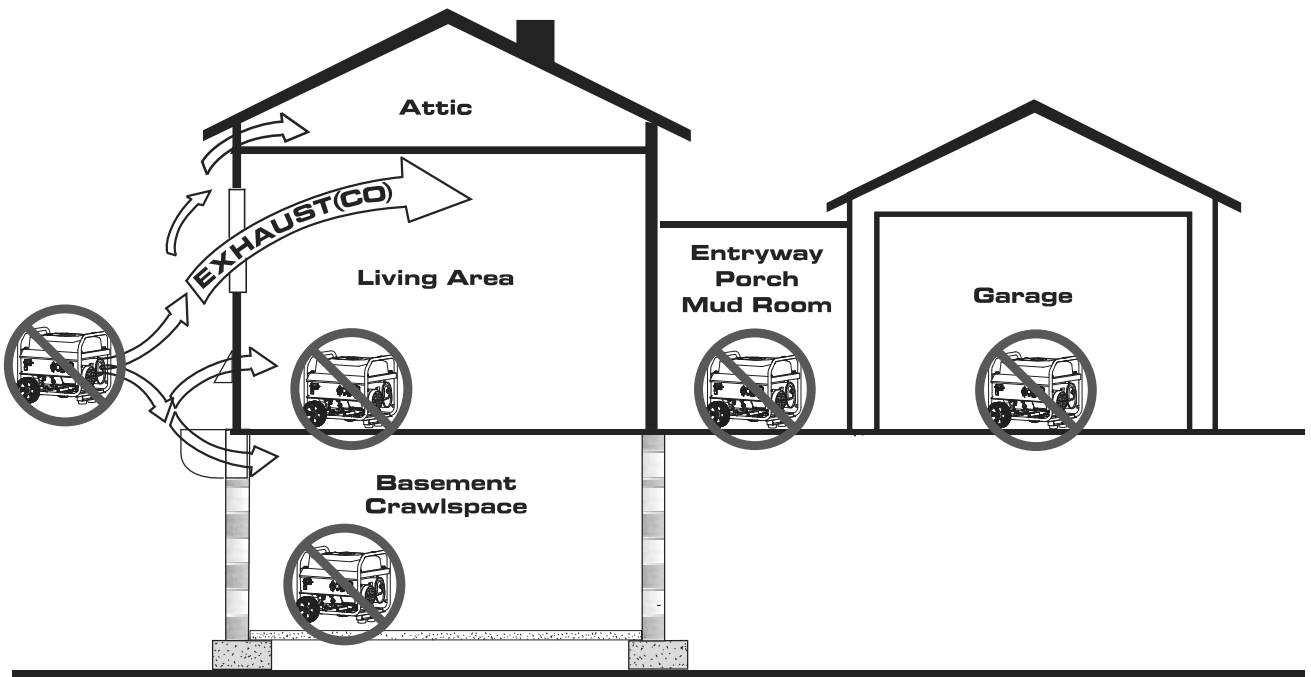 Attic
EXHAUST(CO)
Living Area
Entryway
Porch
Mud Room
Garage
Basement
Crawlspace